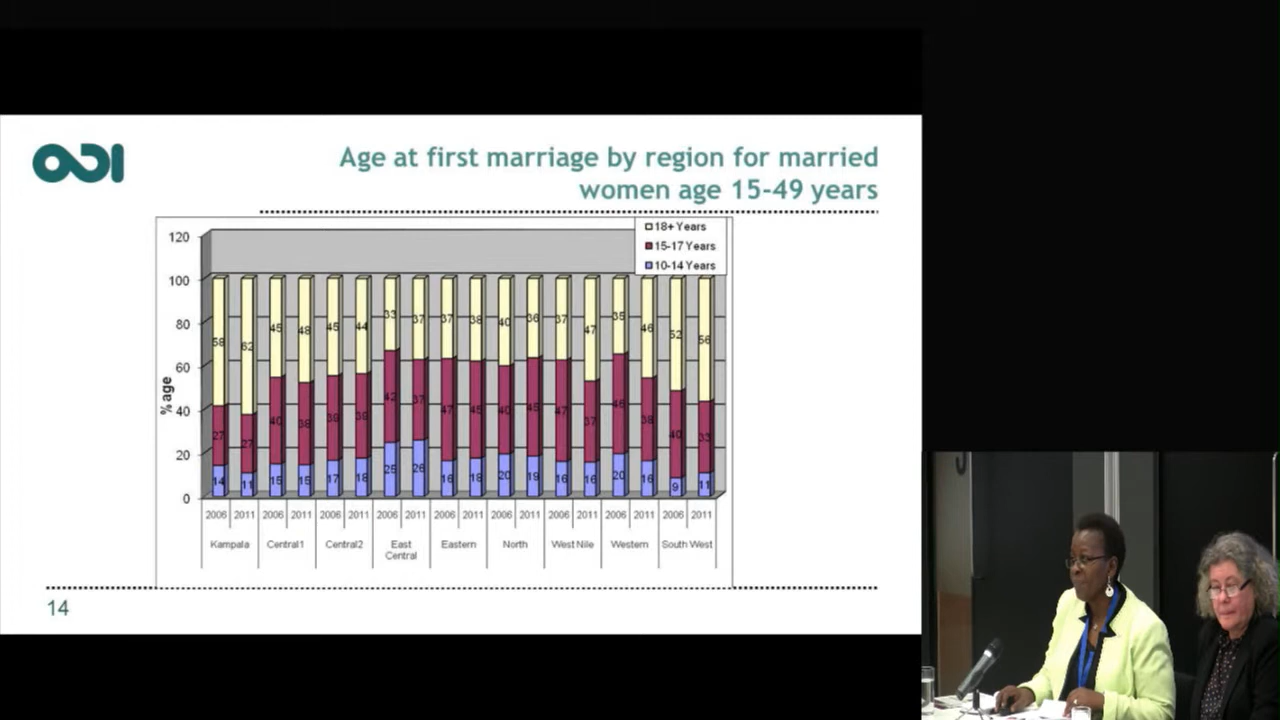 ODI
Age at first marriage by region for married
women age 15-49 years
18+ Years
15-17 Years
10-14 Years
120
100
80
60
40
20
0
%age
58 62 45 48 45 44 33 37 37 38 40 36 37 47 35 46 52 56
27 27 40 38 39 39 42 37 47 45 40 45 47 37 46 38 40 33
14 11 15 15 17 18 25 26 16 18 20 19 16 16 20 16 9 11
2006 2011 2006 2011 2006 2011 2006 2011 2006 2011 2006 2011 2006 2011 2006 2011 2006 2011
Kampala Central1 Central2 East Central Eastern North West Nile Western South West
14